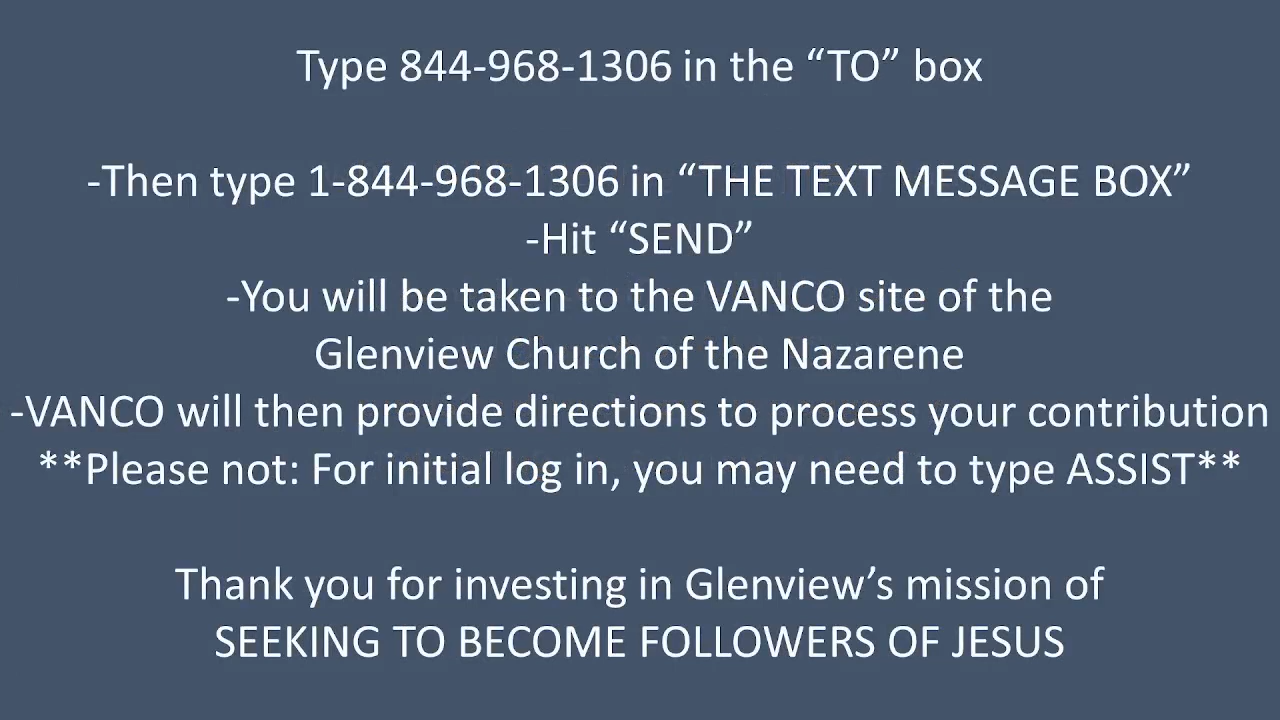 Type 844-968-1306 in the “TO” box
-Then type 1-844-968-1306 in “THE TEXT MESSAGE BOX”
-Hit “SEND”
-You will be taken to the VANCO site of the
Glenview Church of the Nazarene
-VANCO will then provide directions to process your contribution
**Please not: For initial log in, you may need to type ASSIST**
Thank you for investing in Glenview’s mission of
SEEKING TO BECOME FOLLOWERS OF JESUS